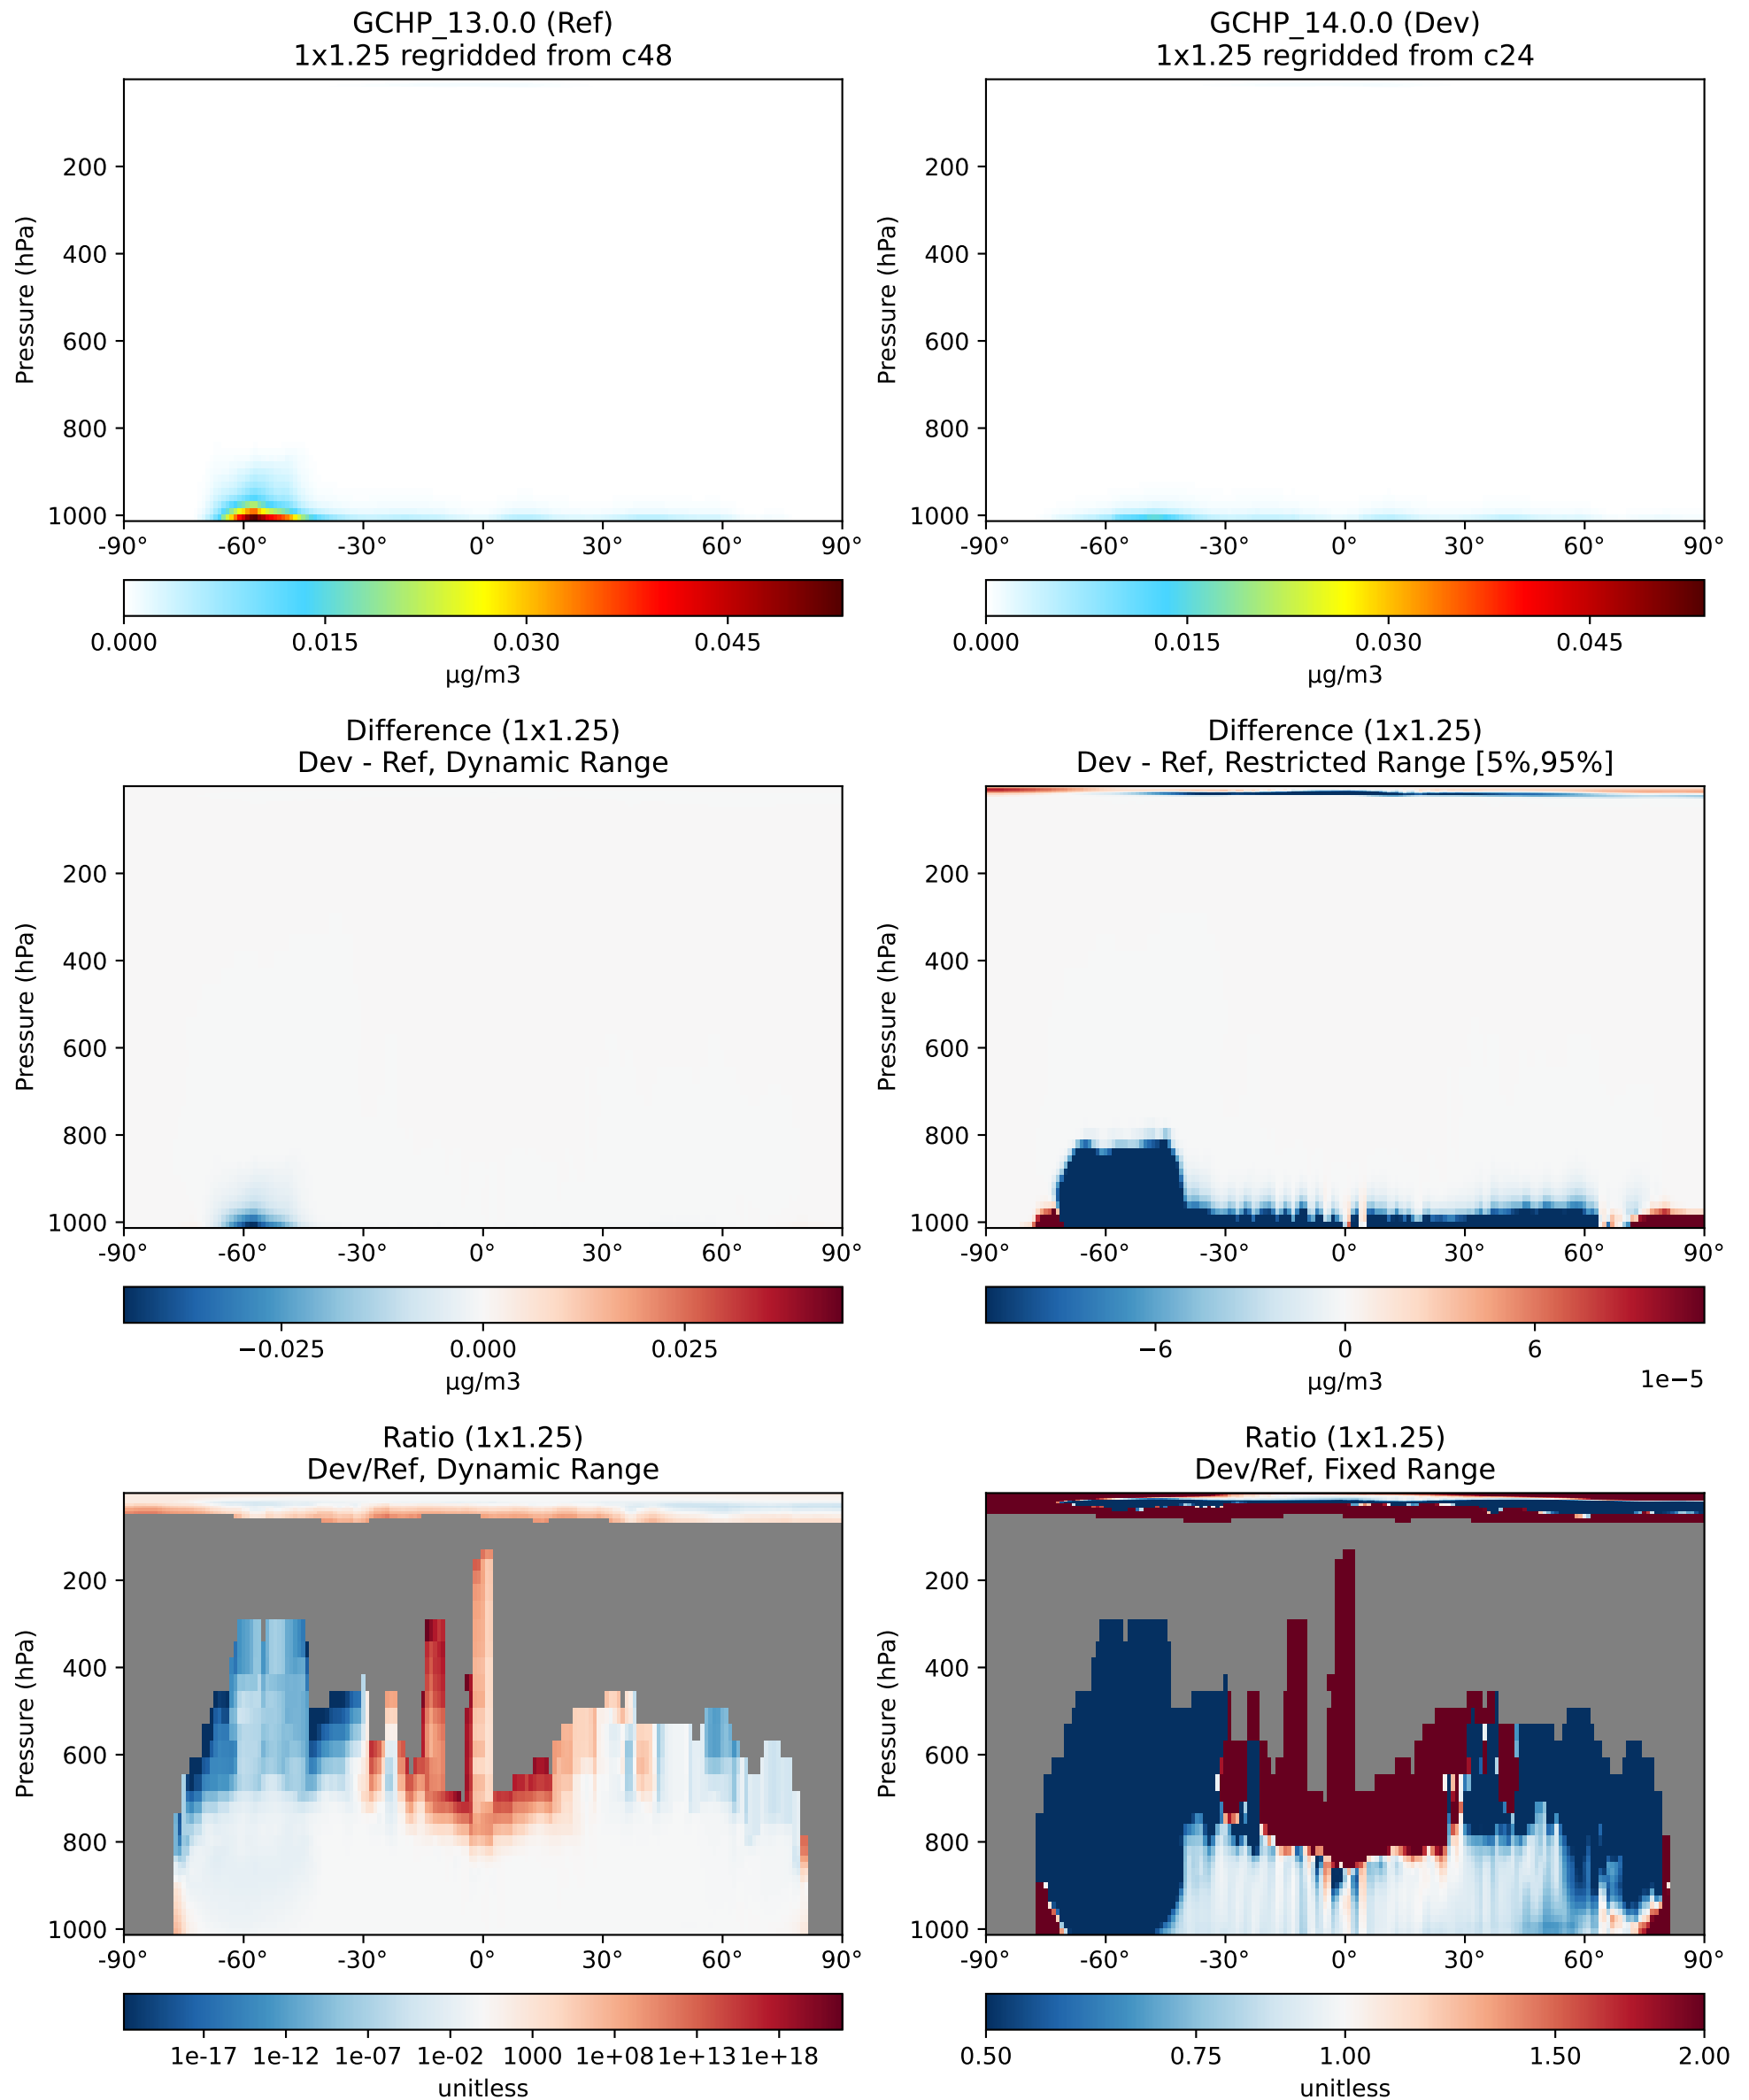 GCHP_13.0.0 (Ref)
1x1.25 regridded from c48
Pressure (hPa)
200
400
600
800
1000
-90° -60° -30° 0° 30° 60° 90°
0.000 0.015 0.030 0.045
µg/m3
GCHP_14.0.0 (Dev)
1x1.25 regridded from c24
Pressure (hPa)
200
400
600
800
1000
-90° -60° -30° 0° 30° 60° 90°
0.000 0.015 0.030 0.045
µg/m3
Difference (1x1.25)
Dev - Ref, Dynamic Range
Pressure (hPa)
200
400
600
800
1000
-90° -60° -30° 0° 30° 60° 90°
−0.025 0.000 0.025
µg/m3
Difference (1x1.25)
Dev - Ref, Restricted Range [5%,95%]
Pressure (hPa)
200
400
600
800
1000
-90° -60° -30° 0° 30° 60° 90°
−6 0 6
1e−5
µg/m3
Ratio (1x1.25)
Dev/Ref, Dynamic Range
Pressure (hPa)
200
400
600
800
1000
-90° -60° -30° 0° 30° 60° 90°
1e-17 1e-12 1e-07 1e-02 1000 1e+08 1e+13 1e+18
unitless
Ratio (1x1.25)
Dev/Ref, Fixed Range
Pressure (hPa)
200
400
600
800
1000
-90° -60° -30° 0° 30° 60° 90°
0.50 0.75 1.00 1.50 2.00
unitless